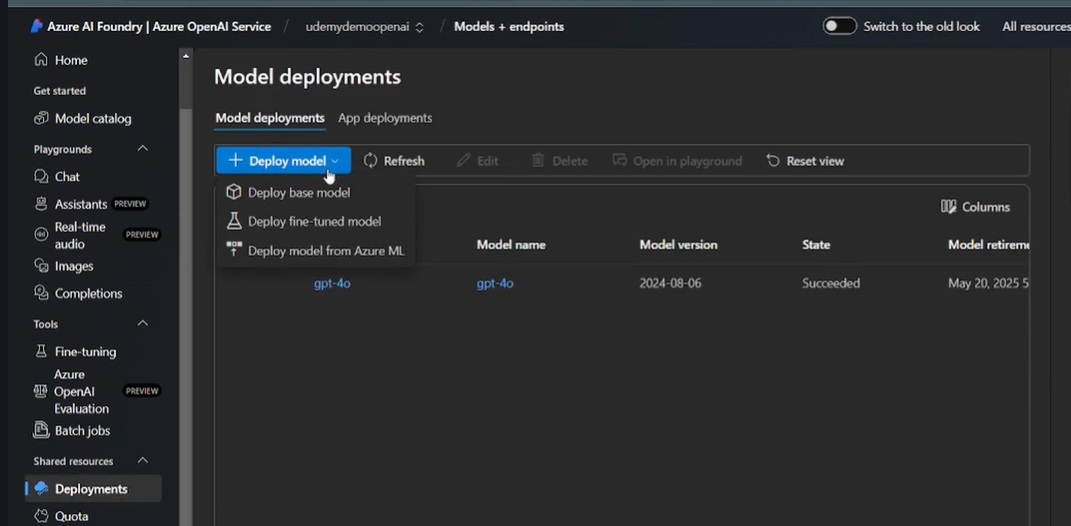 Azure AI Foundry | Azure OpenAI Service / udemydemoopenai / Models + endpoints
Switch to the old look All resources
Home
Get started
Model catalog
Playgrounds
Chat
Assistants PREVIEW
Real-time
audio PREVIEW
Images
Completions
Tools
Fine-tuning
Azure
OpenAI PREVIEW
Evaluation
Batch jobs
Shared resources
Deployments
Quota
Model deployments
Model deployments App deployments
+ Deploy model Refresh Edit Delete Open in playground Reset view
Deploy base model
Deploy fine-tuned model
Deploy model from Azure ML
Columns
Model name Model version State Model retireme
gpt-4o gpt-4o 2024-08-06 Succeeded May 20, 2025 5